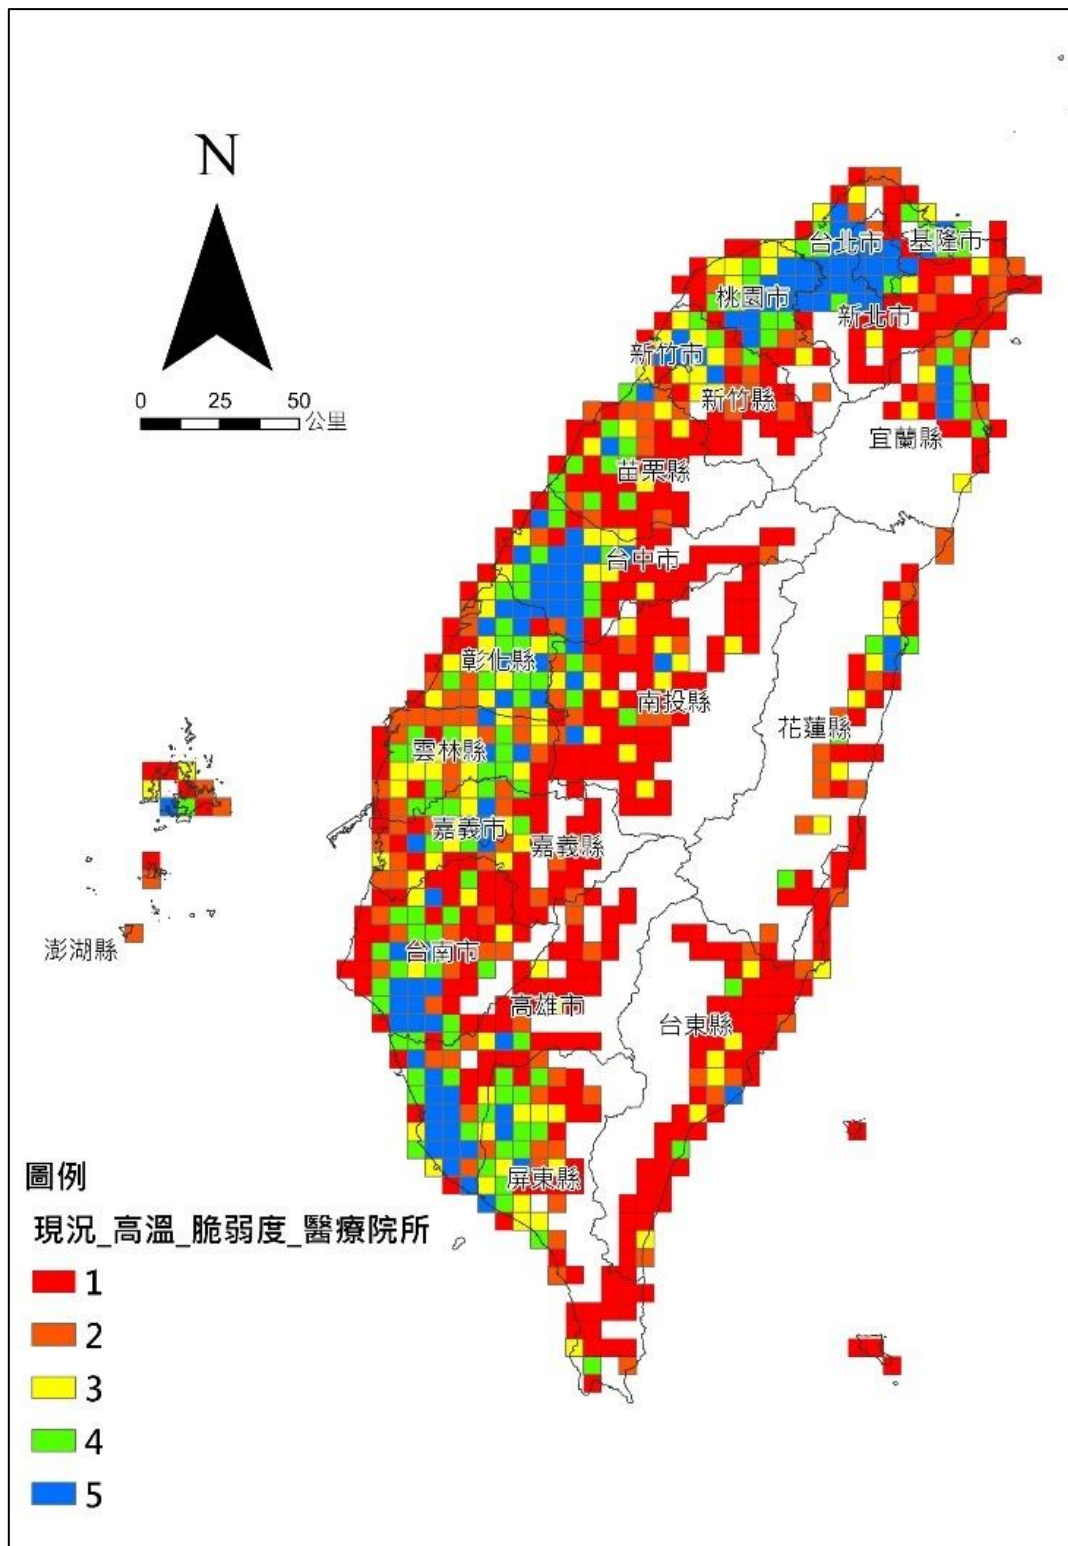 N
0 25 50
公里
台北市
基隆市
桃園市
新北市
新竹市
新竹縣
宜蘭縣
苗栗縣
台中市
彰化縣
南投縣
花蓮縣
雲林縣
嘉義市
嘉義縣
澎湖縣
台南市
高雄市
台東縣
屏東縣
圖例
現況_高溫_脆弱度_醫療院所
1
2
3
4
5